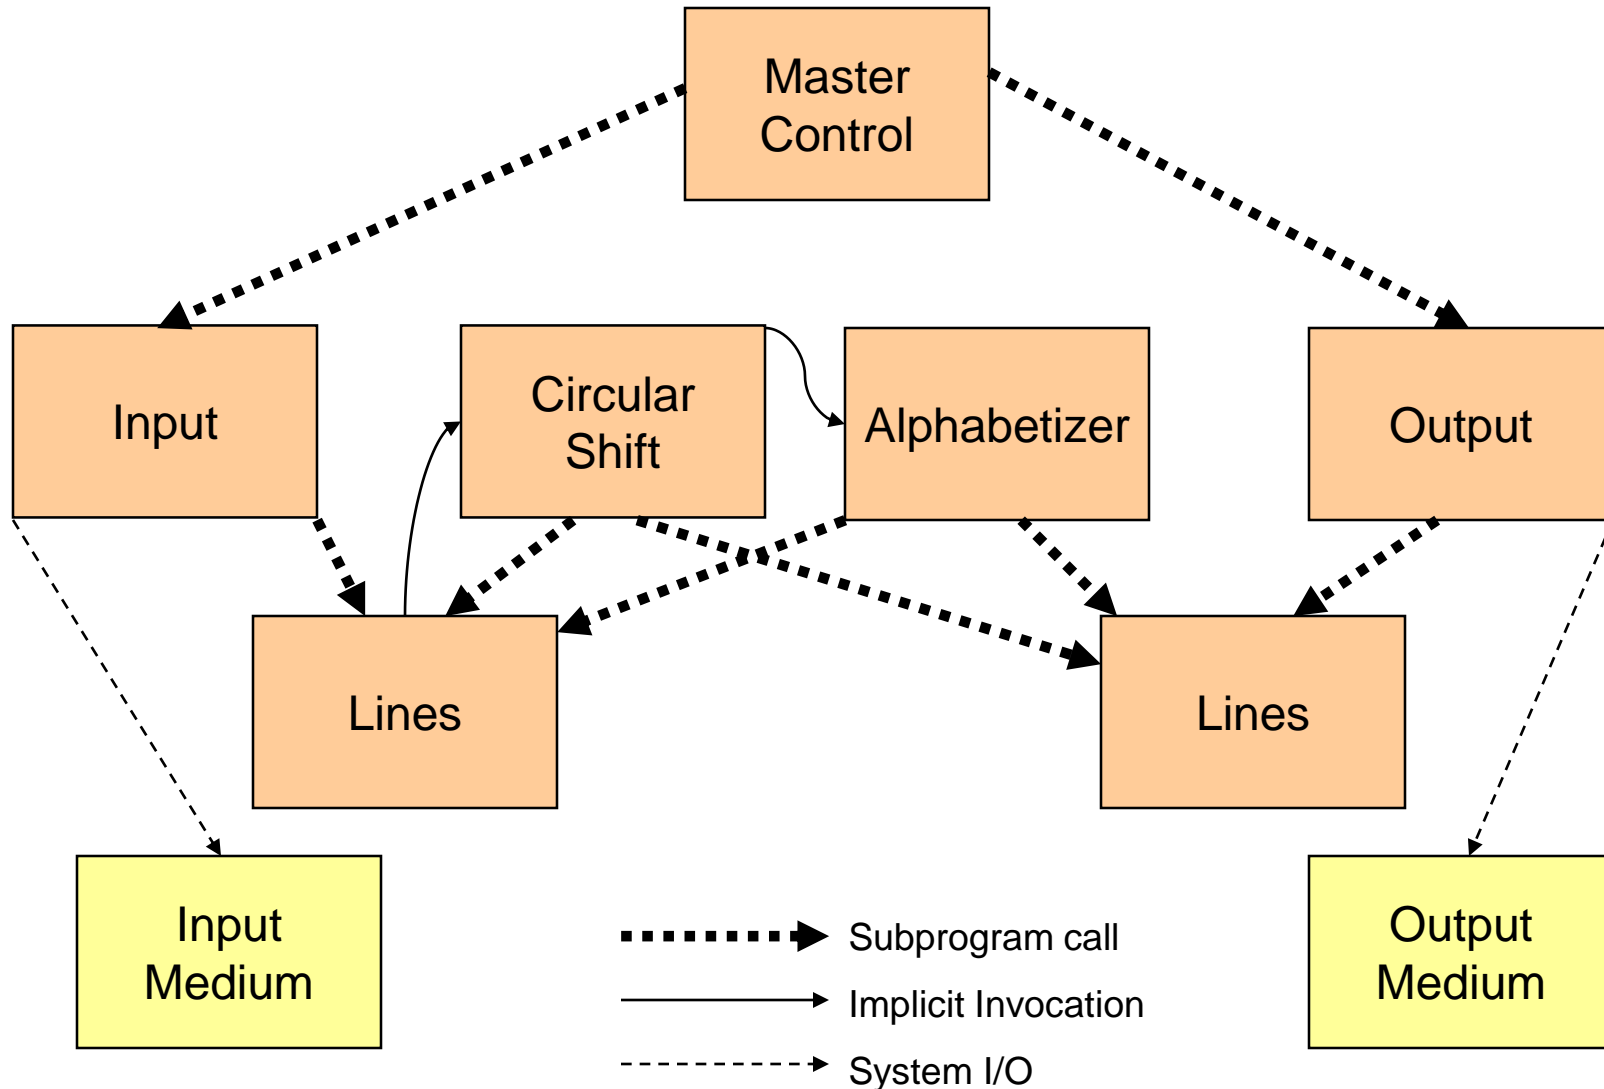 Master
Control
Input
Circular
Shift
Alphabetizer
Output
Lines
Lines
Input
Medium
Output
Medium
Subprogram call
Implicit Invocation
System I/O